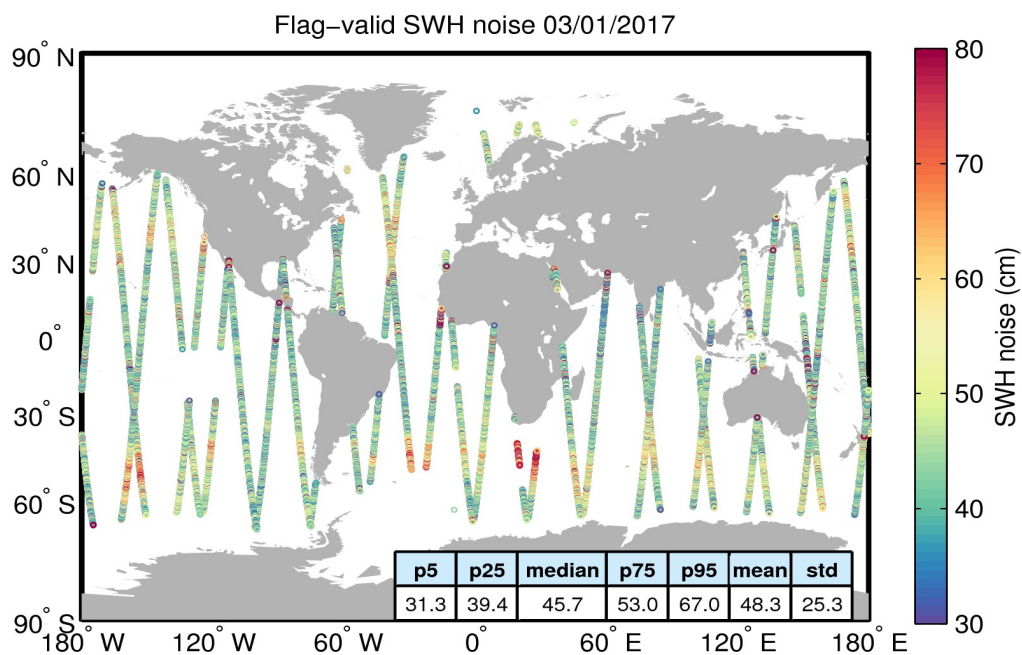 Flag−valid SWH noise 03/01/2017
90° N
60° N
30° N
0°
30° S
60° S
90° S
180° W
120° W
60° W
0°
60° E
120° E
180° E
p5 p25 median p75 p95 mean std
31.3 39.4 45.7 53.0 67.0 48.3 25.3
80
70
60
50
40
30
SWH noise (cm)